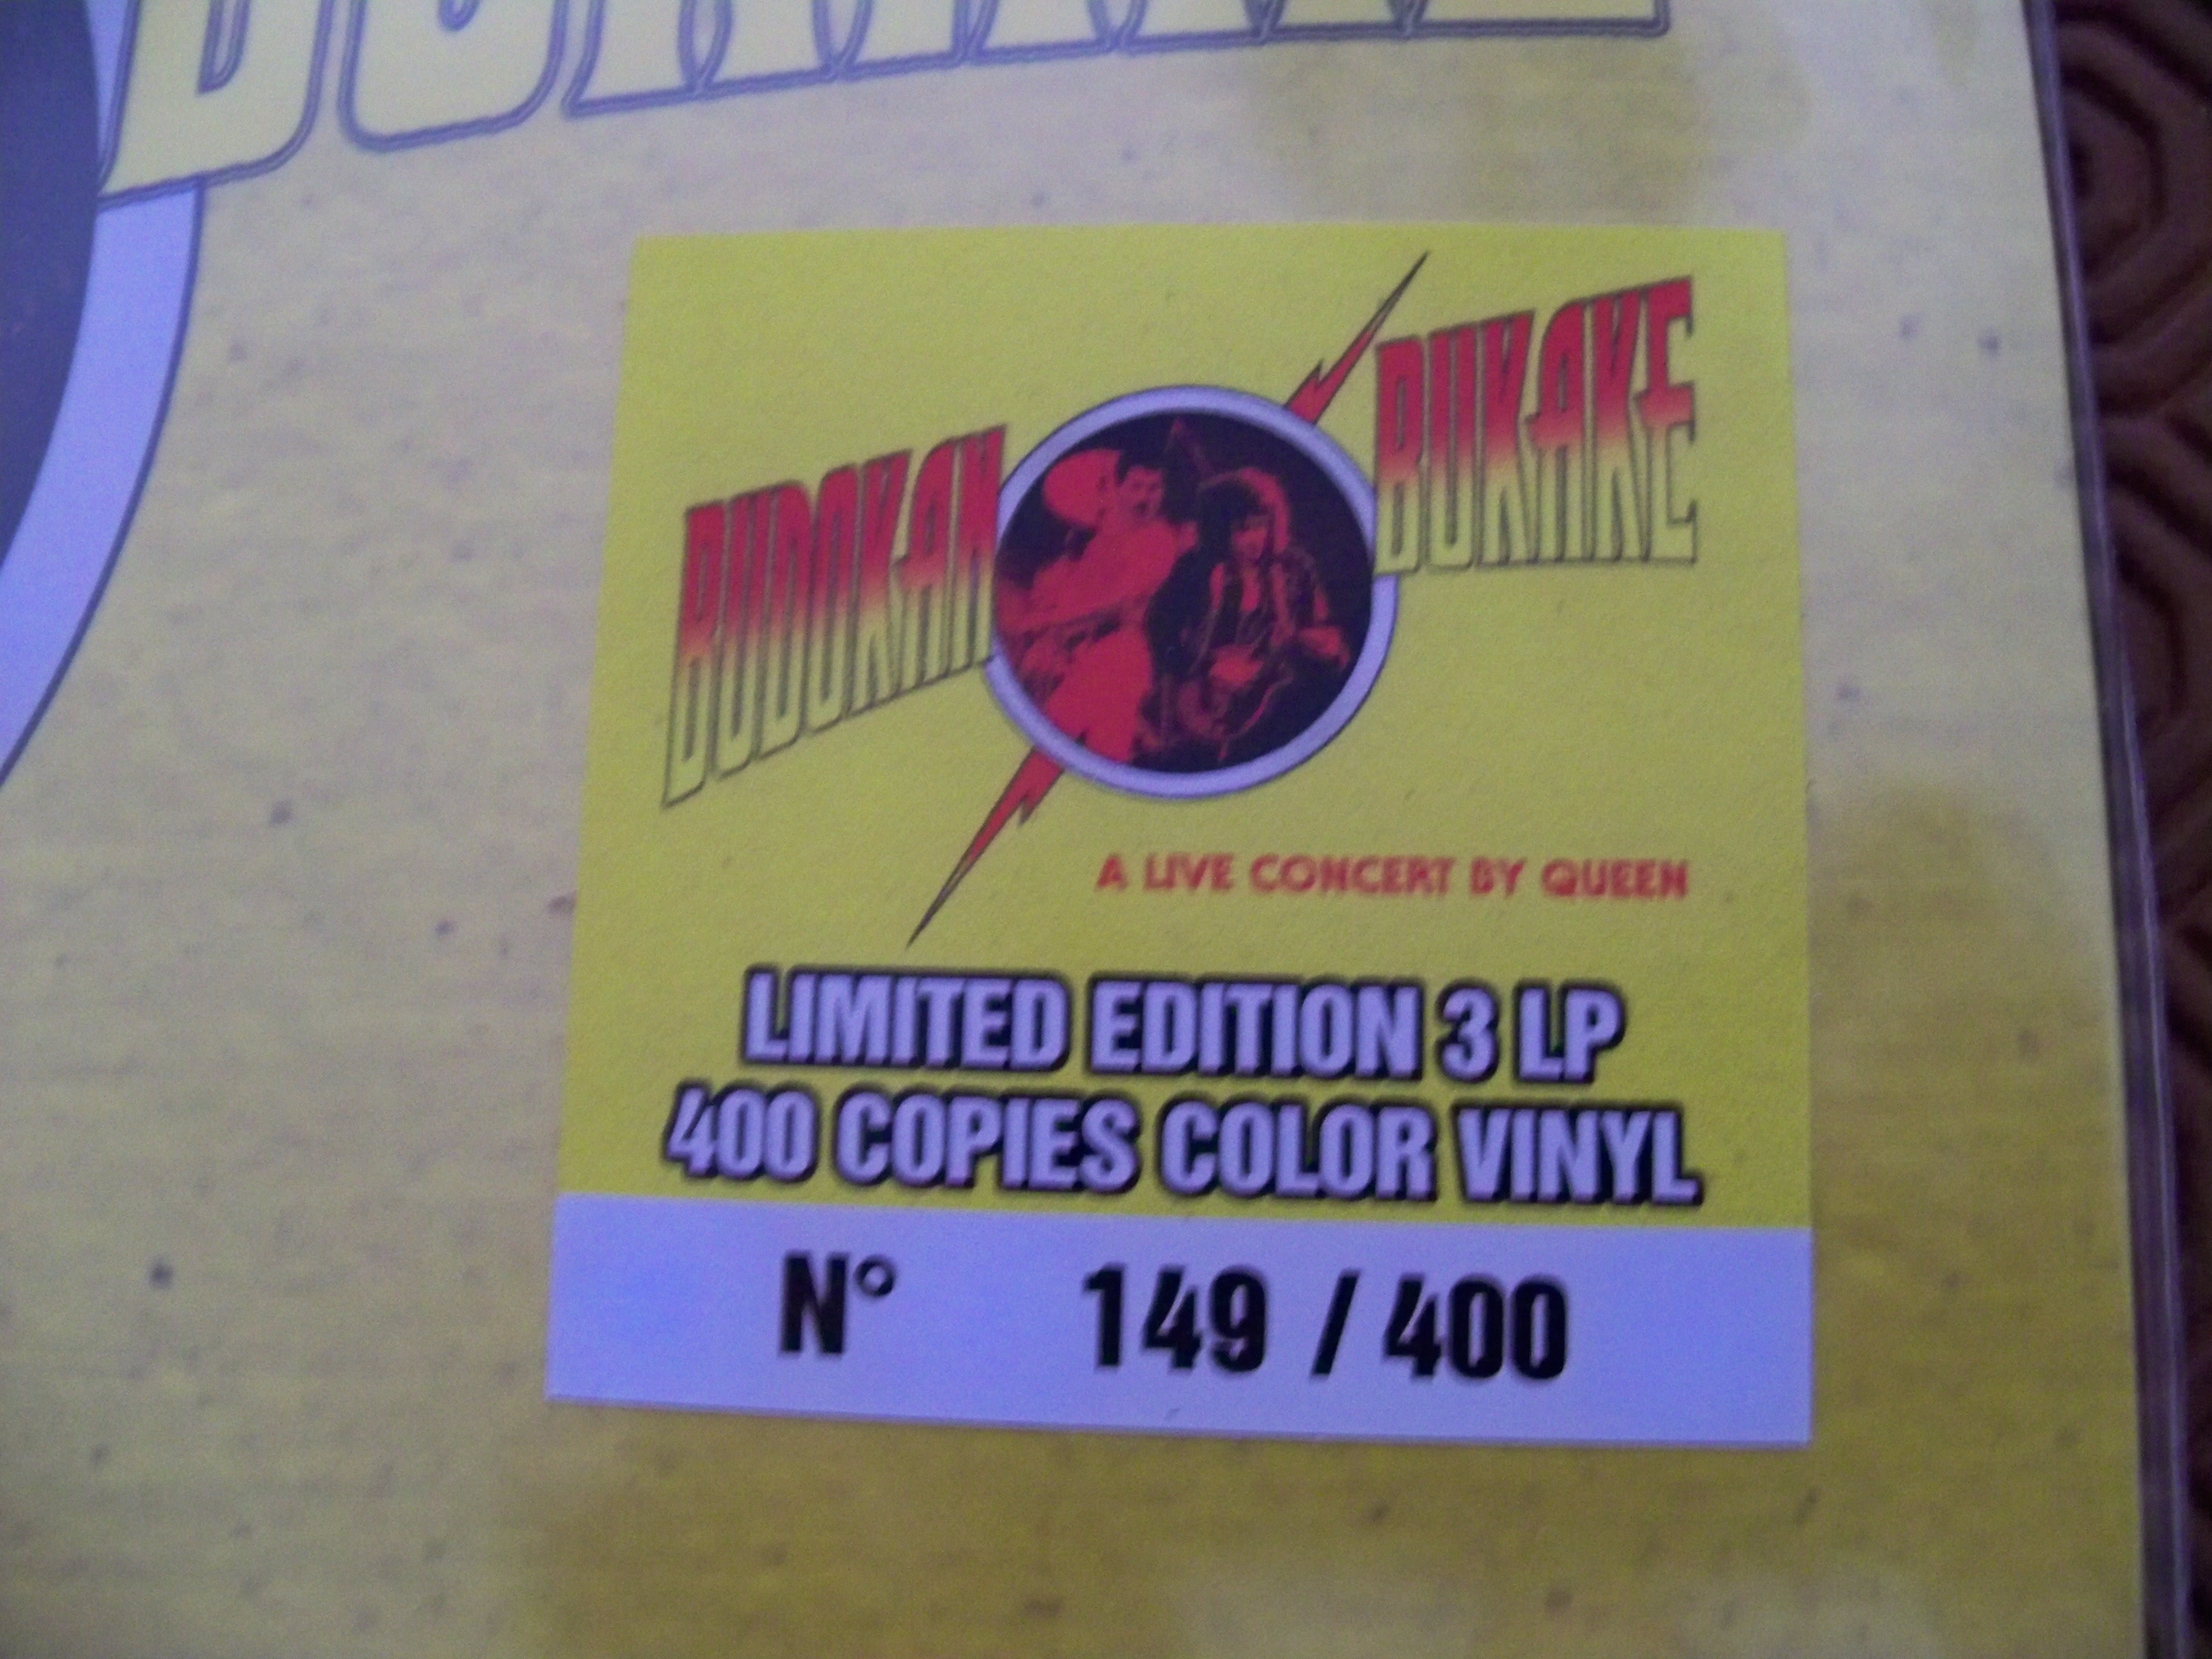 BUDOKAN BUKAKE
A LIVE CONCERT BY QUEEN
LIMITED EDITION 3 LP
400 COPIES COLOR VINYL
N° 149 / 400